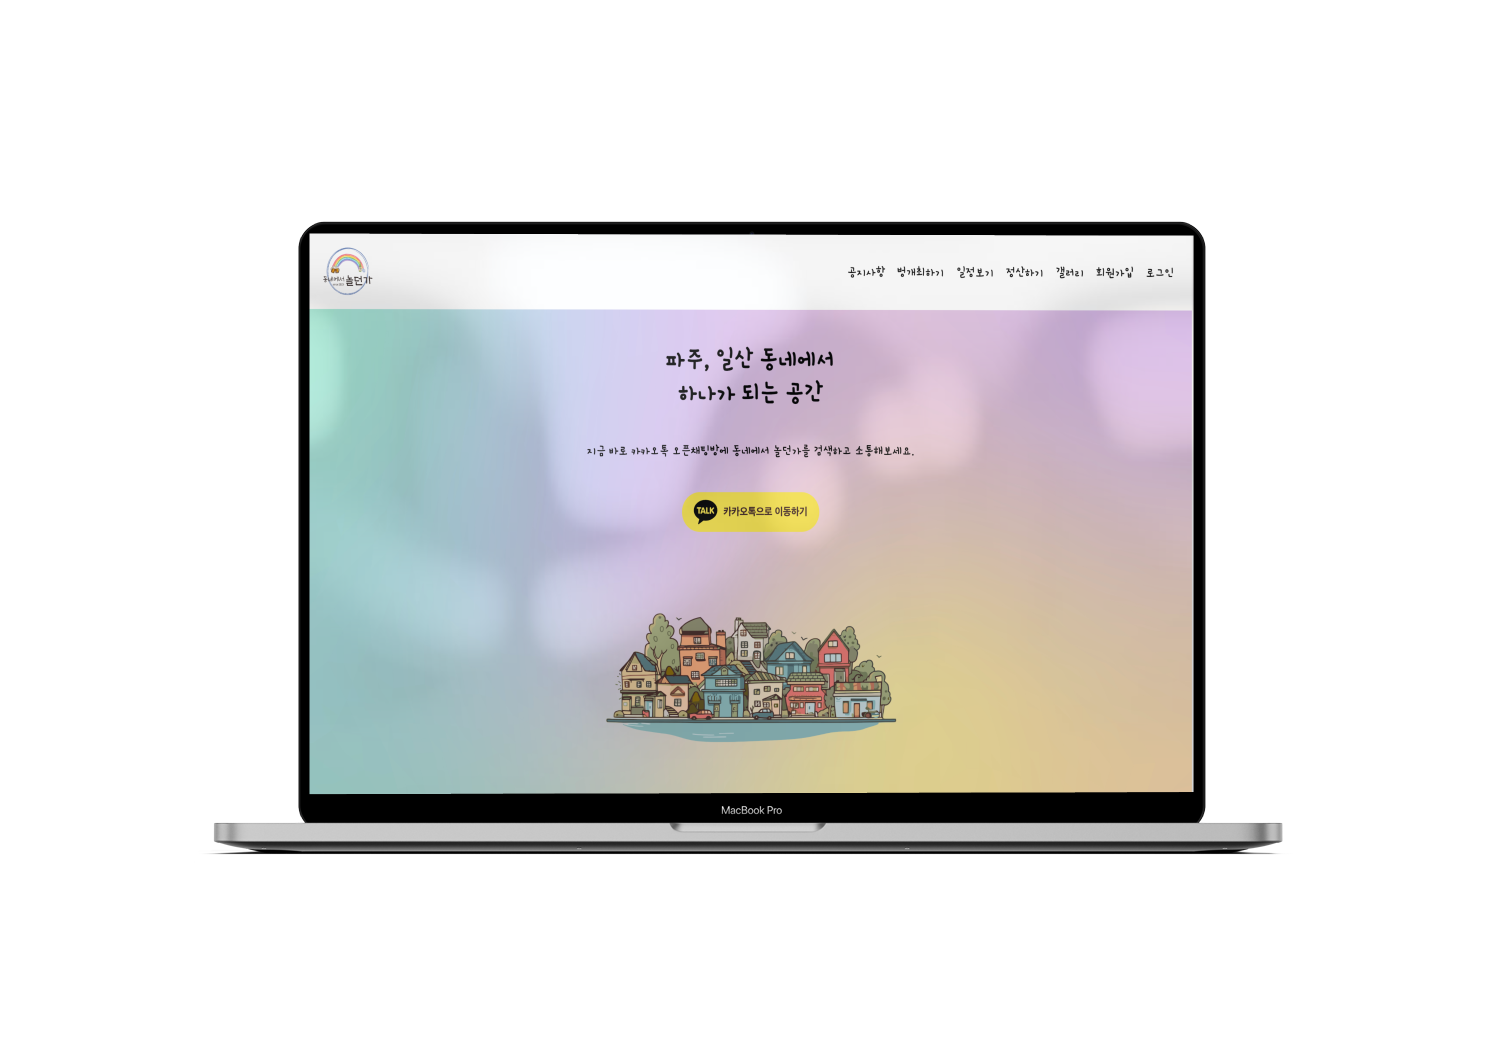 동네에서 놀던가
공지사항 벙개최하기 일정보기 정산하기 갤러리 회원가입 로그인
파주, 일산 동네에서
하나가 되는 공간
지금 바로 카카오톡 오픈채팅방에 동네에서 놀던가를 검색하고 소통해보세요.
TALK 카카오톡으로 이동하기
MacBook Pro